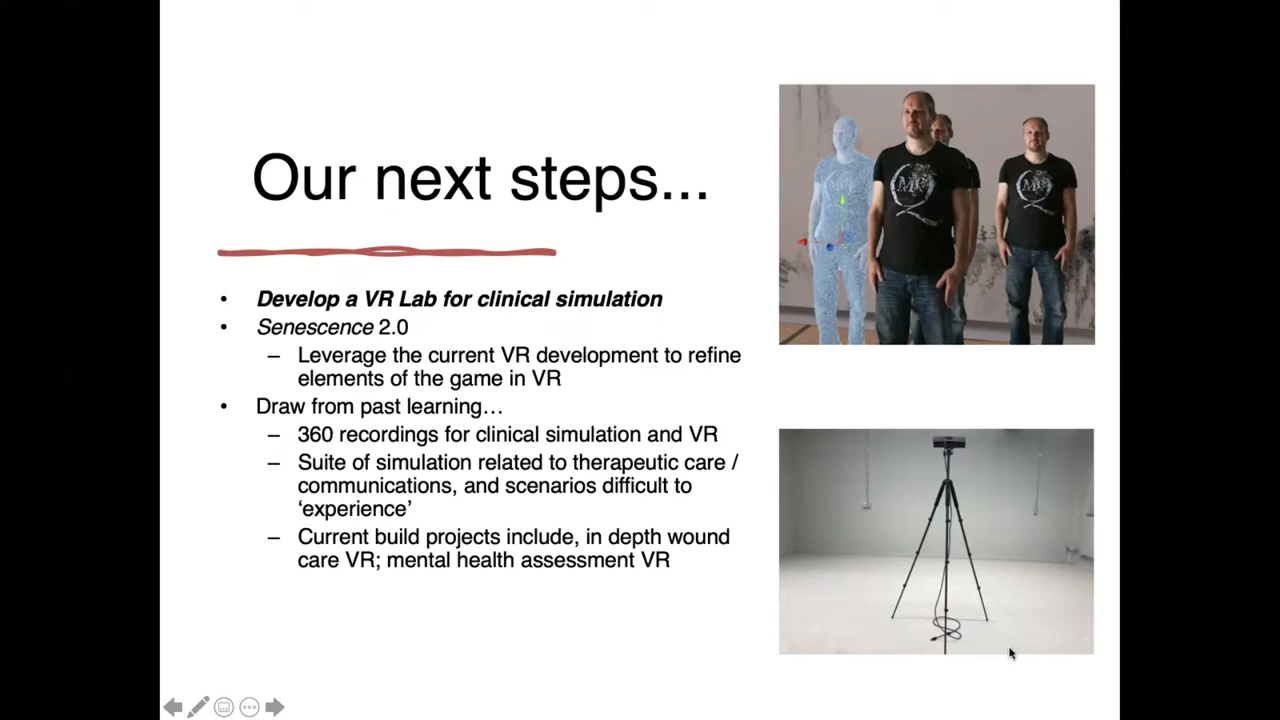 Our next steps...
• Develop a VR Lab for clinical simulation
• Senescence 2.0
– Leverage the current VR development to refine
elements of the game in VR
• Draw from past learning…
– 360 recordings for clinical simulation and VR
– Suite of simulation related to therapeutic care /
communications, and scenarios difficult to
‘experience’
– Current build projects include, in depth wound
care VR; mental health assessment VR